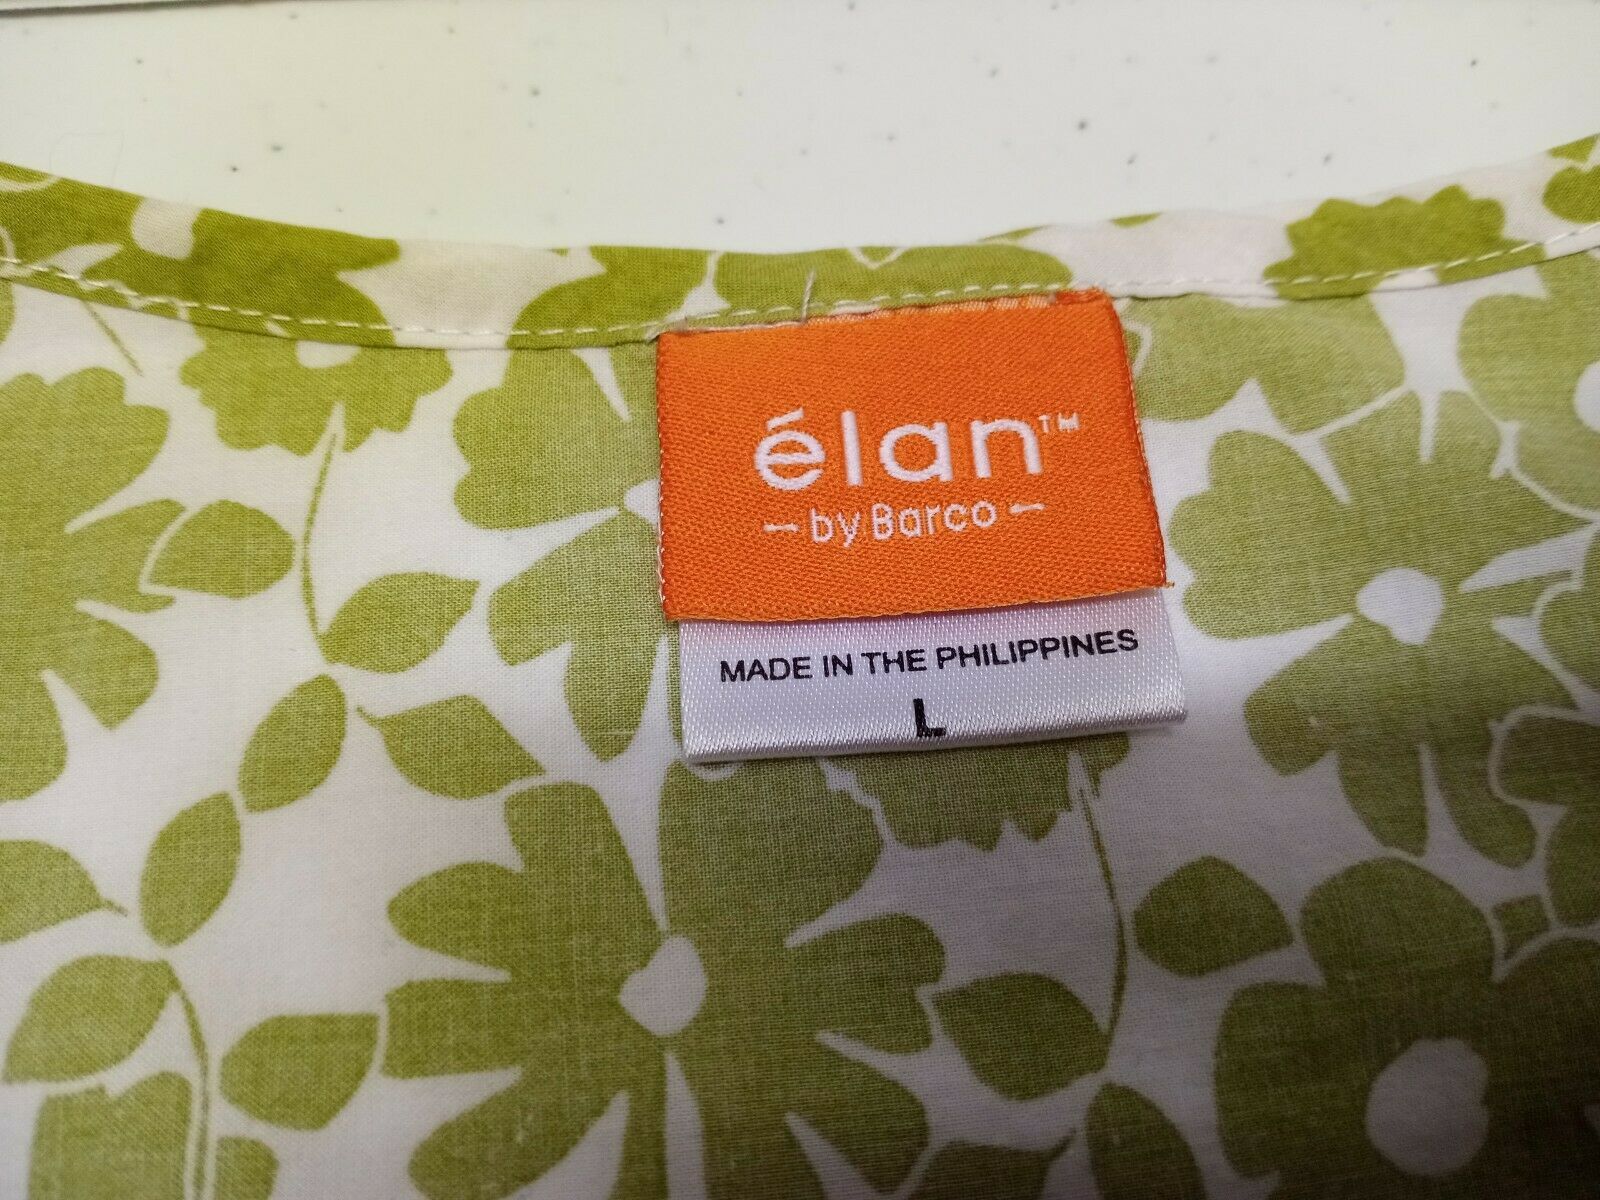 élan™
- by Barco -
MADE IN THE PHILIPPINES
L